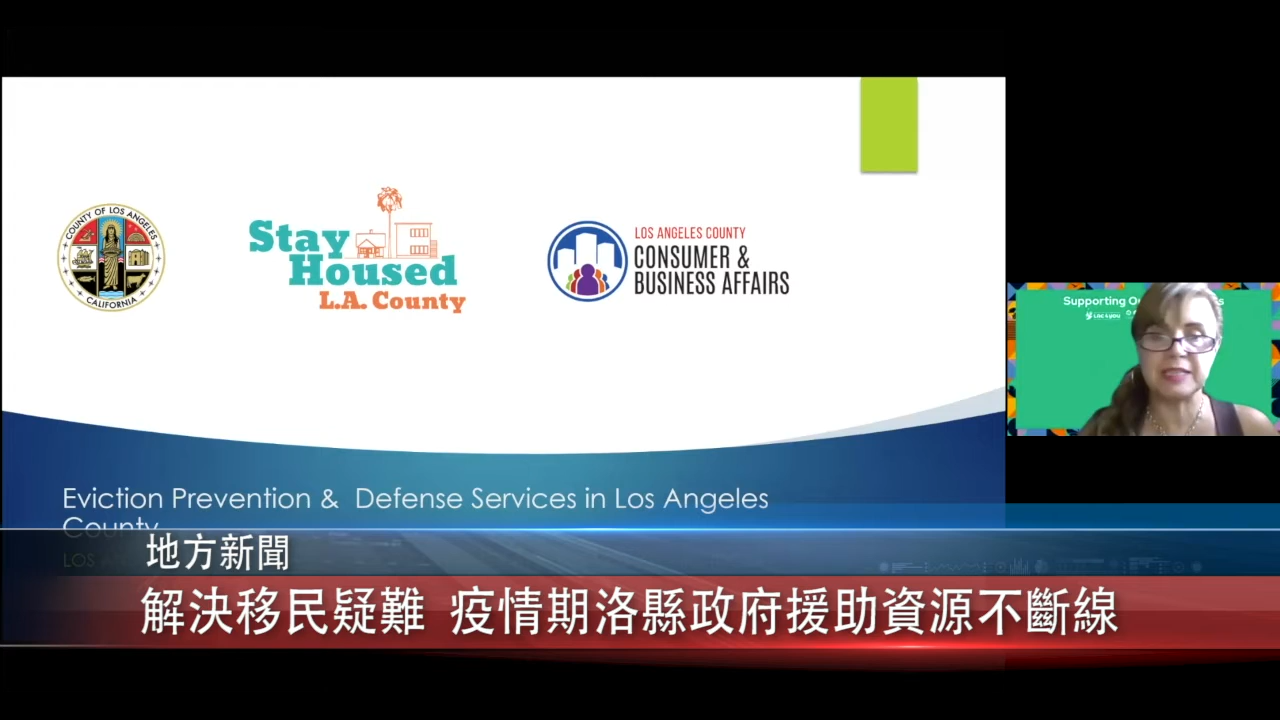 COUNTY OF LOS ANGELES
CALIFORNIA
Stay
Housed
L.A. County
LOS ANGELES COUNTY
CONSUMER &
BUSINESS AFFAIRS
Supporting
Eviction Prevention & Defense Services in Los Angeles
County
地方新聞
LOS
解決移民疑難 疫情期洛縣政府援助資源不斷線